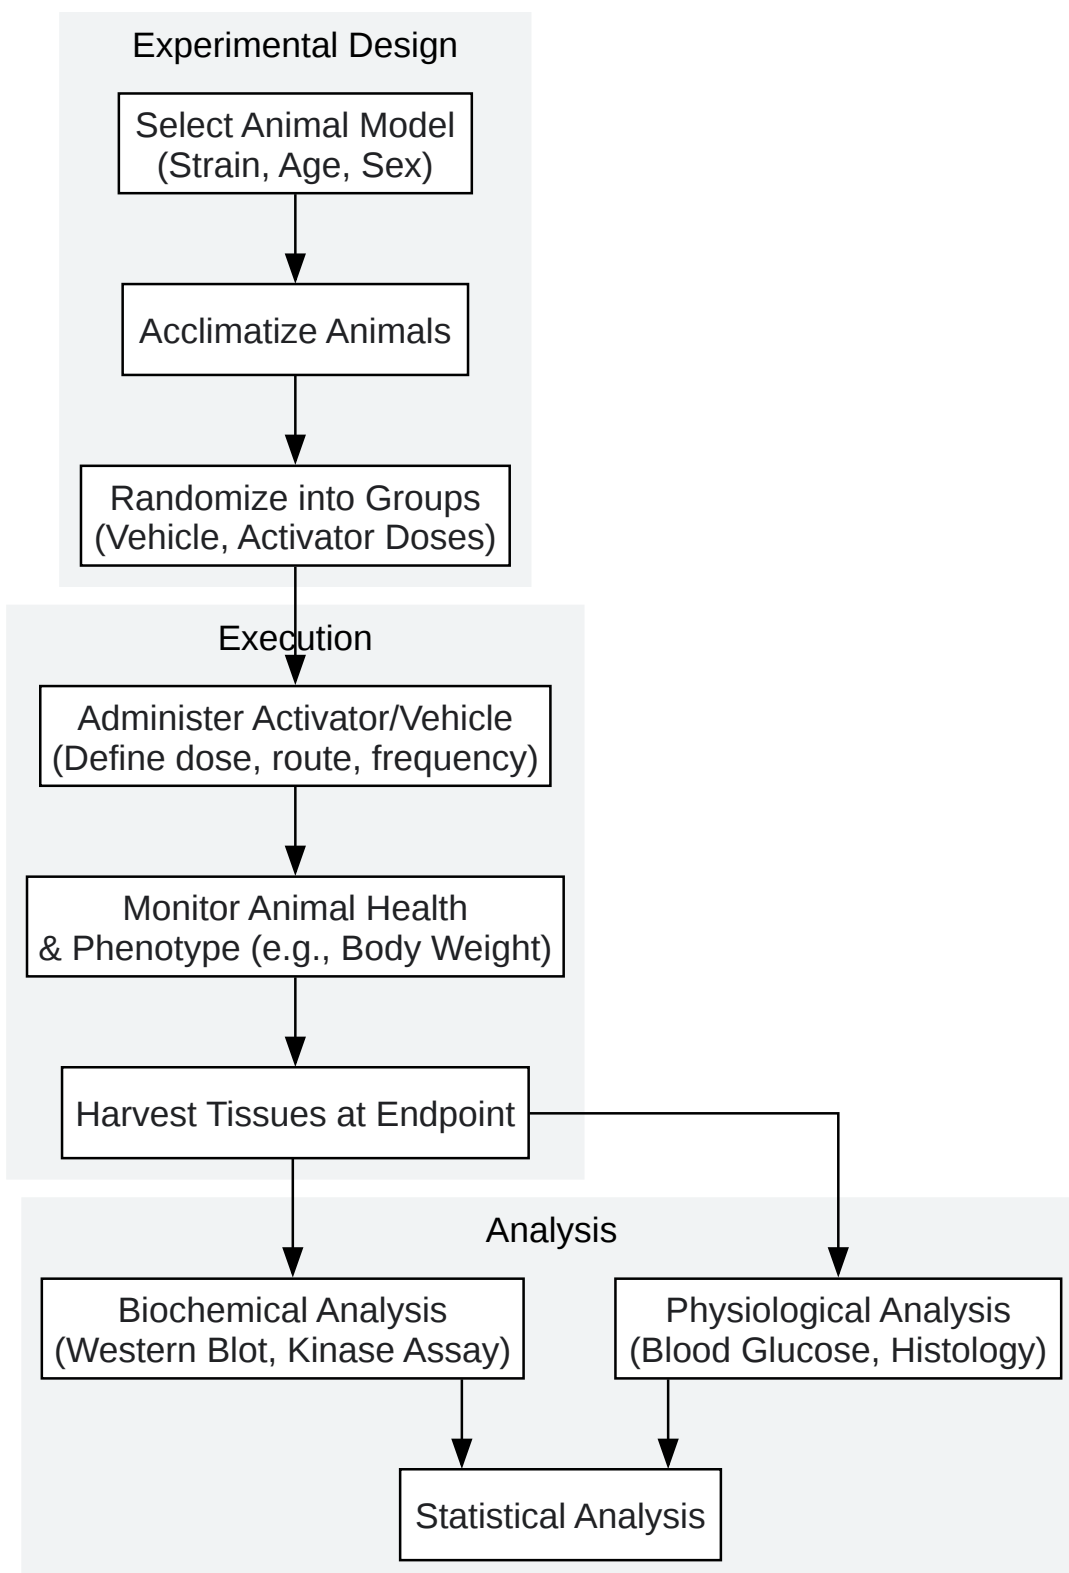 Experimental Design
Select Animal Model
(Strain, Age, Sex)
Acclimatize Animals
Randomize into Groups
(Vehicle, Activator Doses)
Execution
Administer Activator/Vehicle
(Define dose, route, frequency)
Monitor Animal Health
& Phenotype (e.g., Body Weight)
Harvest Tissues at Endpoint
Analysis
Biochemical Analysis
(Western Blot, Kinase Assay)
Physiological Analysis
(Blood Glucose, Histology)
Statistical Analysis